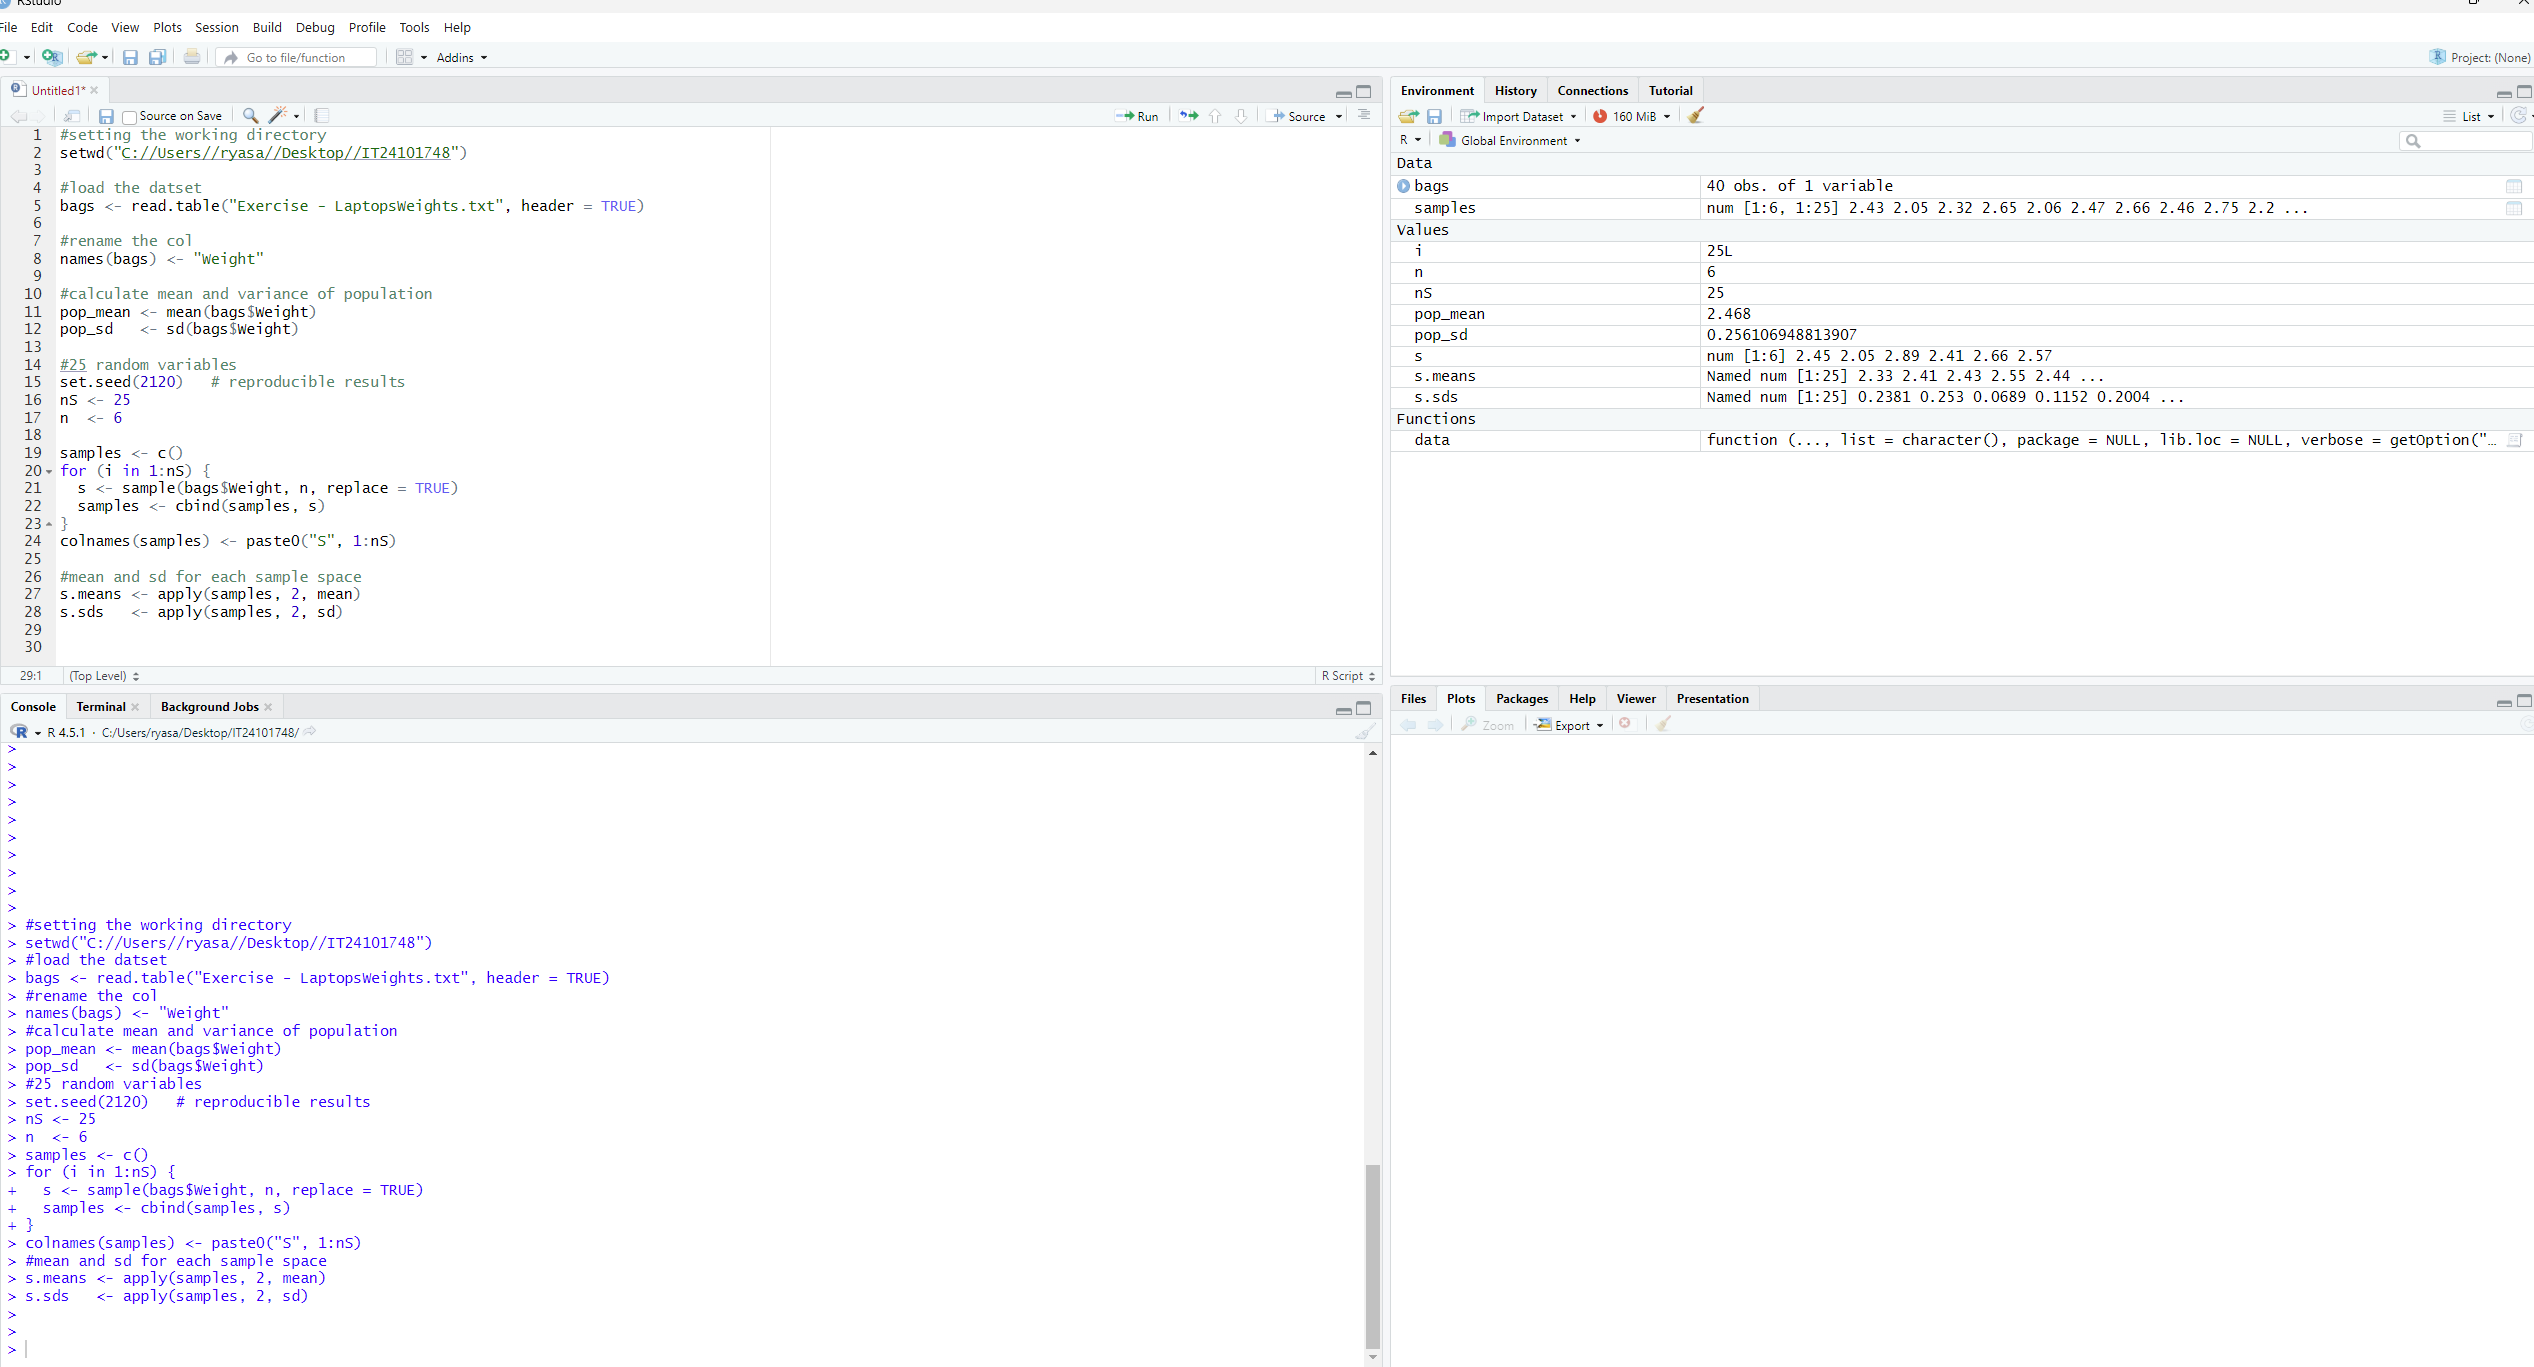 RStudio
File Edit Code View Plots Session Build Debug Profile Tools Help
Go to file/function Addins Project: (None)
Untitled1*
Source on Save Run Source
1 #setting the working directory
2 setwd("C://Users//ryasa//Desktop//IT24101748")
3
4 #load the datset
5 bags <- read.table("Exercise - LaptopsWeights.txt", header = TRUE)
6
7 #rename the col
8 names(bags) <- "Weight"
9
10 #calculate mean and variance of population
11 pop_mean <- mean(bags$Weight)
12 pop_sd   <- sd(bags$Weight)
13
14 #25 random variables
15 set.seed(2120)   # reproducible results
16 nS <- 25
17 n  <- 6
18
19 samples <- c()
20 for (i in 1:nS) {
21   s <- sample(bags$Weight, n, replace = TRUE)
22   samples <- cbind(samples, s)
23 }
24 colnames(samples) <- paste0("S", 1:nS)
25
26 #mean and sd for each sample space
27 s.means <- apply(samples, 2, mean)
28 s.sds   <- apply(samples, 2, sd)
29
30
29:1 (Top Level) R Script
Console Terminal Background Jobs
R 4.5.1 · C:/Users/ryasa/Desktop/IT24101748/
>
>
>
>
>
>
>
>
>
>
> #setting the working directory
> setwd("C://Users//ryasa//Desktop//IT24101748")
> #load the datset
> bags <- read.table("Exercise - LaptopsWeights.txt", header = TRUE)
> #rename the col
> names(bags) <- "Weight"
> #calculate mean and variance of population
> pop_mean <- mean(bags$Weight)
> pop_sd   <- sd(bags$Weight)
> #25 random variables
> set.seed(2120)   # reproducible results
> nS <- 25
> n  <- 6
> samples <- c()
> for (i in 1:nS) {
+   s <- sample(bags$Weight, n, replace = TRUE)
+   samples <- cbind(samples, s)
+ }
> colnames(samples) <- paste0("S", 1:nS)
> #mean and sd for each sample space
> s.means <- apply(samples, 2, mean)
> s.sds   <- apply(samples, 2, sd)
>
>
>
Environment History Connections Tutorial
Import Dataset 160 MiB List
R Global Environment
Data
bags 40 obs. of 1 variable
samples num [1:6, 1:25] 2.43 2.05 2.32 2.65 2.06 2.47 2.66 2.46 2.75 2.2 ...
Values
i 25L
n 6
nS 25
pop_mean 2.468
pop_sd 0.256106948813907
s num [1:6] 2.45 2.05 2.89 2.41 2.66 2.57
s.means Named num [1:25] 2.33 2.41 2.43 2.55 2.44 ...
s.sds Named num [1:25] 0.2381 0.253 0.0689 0.1152 0.2004 ...
Functions
data function (..., list = character(), package = NULL, lib.loc = NULL, verbose = getOption("…
Files Plots Packages Help Viewer Presentation
Zoom Export